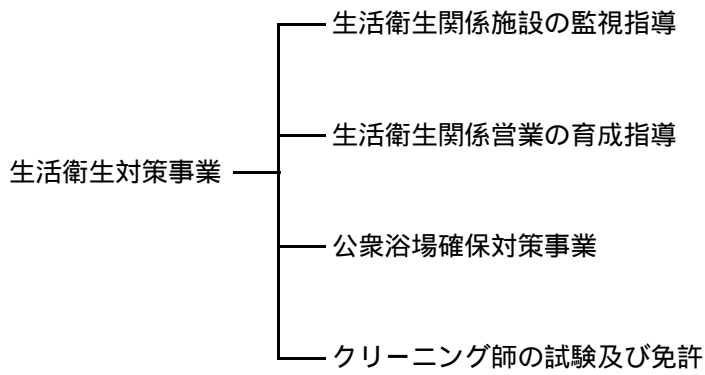 生活衛生関係施設の監視指導
生活衛生関係営業の育成指導
生活衛生対策事業
公衆浴場確保対策事業
クリーニング師の試験及び免許